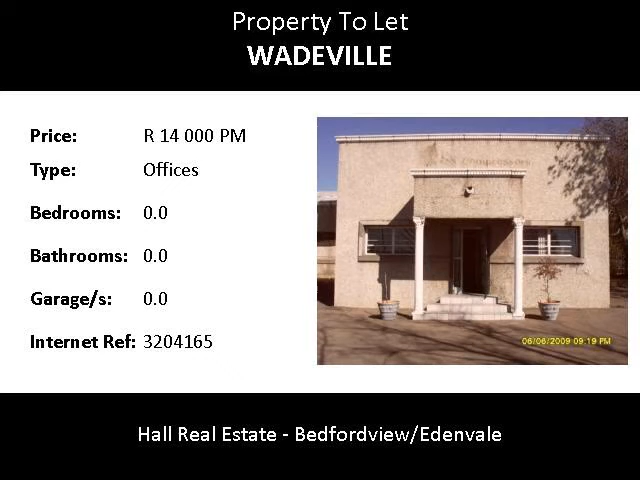 Property To Let
WADEVILLE
Price: R 14 000 PM
Type: Offices
Bedrooms: 0.0
Bathrooms: 0.0
Garage/s: 0.0
Internet Ref: 3204165
Compressors
06/06/2009 09:19 PM
Hall Real Estate - Bedfordview/Edenvale